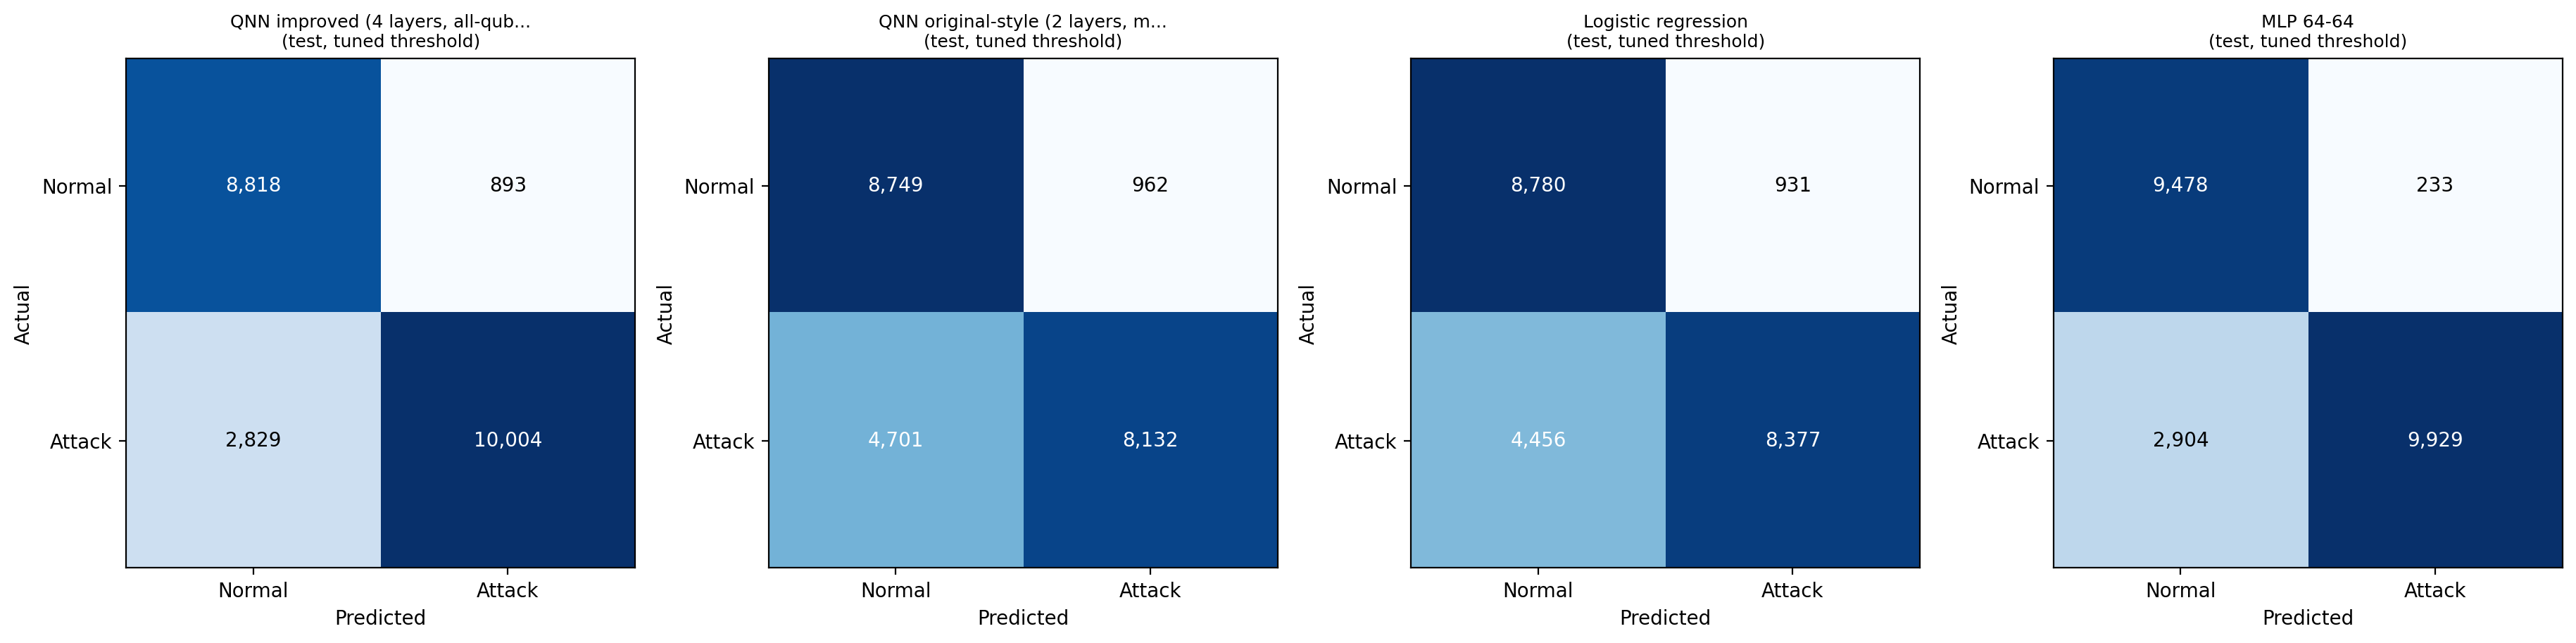 QNN improved (4 layers, all-qub...
(test, tuned threshold)
Actual
Normal
Attack
8,818
893
2,829
10,004
Normal
Attack
Predicted
QNN original-style (2 layers, m...
(test, tuned threshold)
Actual
Normal
Attack
8,749
962
4,701
8,132
Normal
Attack
Predicted
Logistic regression
(test, tuned threshold)
Actual
Normal
Attack
8,780
931
4,456
8,377
Normal
Attack
Predicted
MLP 64-64
(test, tuned threshold)
Actual
Normal
Attack
9,478
233
2,904
9,929
Normal
Attack
Predicted